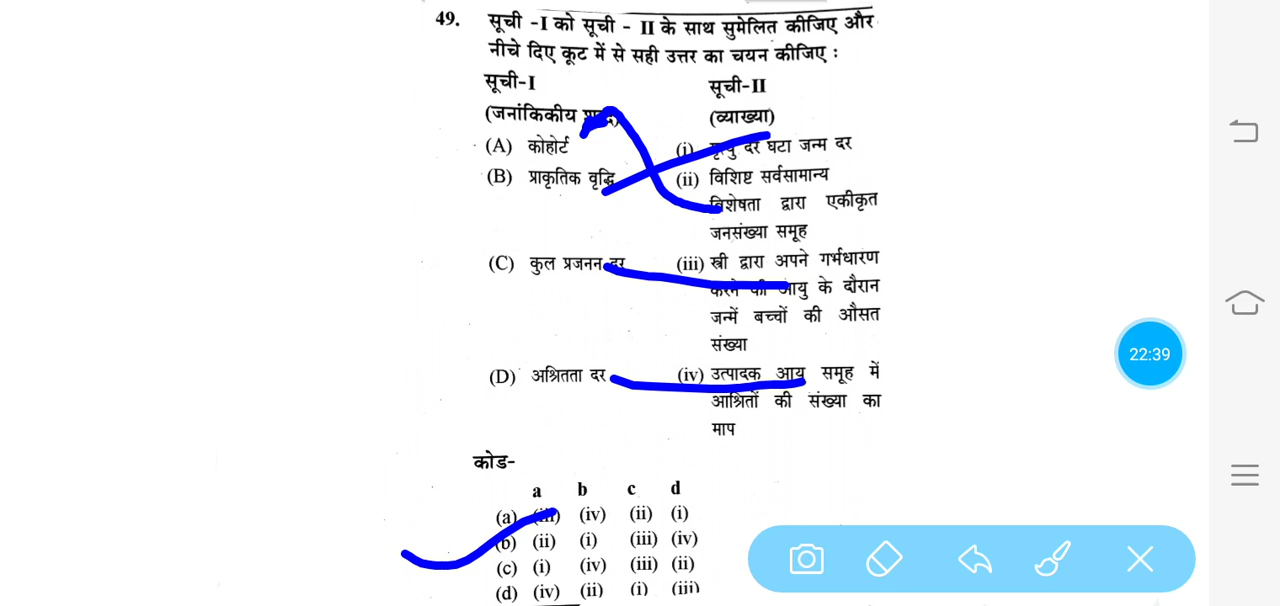 49. सूची -I को सूची - II के साथ सुमेलित कीजिए और
नीचे दिए कूट में से सही उत्तर का चयन कीजिए :
सूची-I सूची-II
(जनांकिकीय (व्याख्या)
(A) कोहोर्ट (i) मृत्यु दर घटा जन्म दर
(B) प्राकृतिक वृद्धि (ii) विशिष्ट सर्वसामान्य
विशेषता द्वारा एकीकृत
जनसंख्या समूह
(C) कुल प्रजनन दर (iii) स्त्री द्वारा अपने गर्भधारण
करने की आयु के दौरान
जन्में बच्चों की औसत
संख्या
(D) अश्रितता दर (iv) उत्पादक आयु समूह में
आश्रितों की संख्या का
माप
कोड-
a b c d
(a) (iii) (iv) (ii) (i)
(b) (ii) (i) (iii) (iv)
(c) (i) (iv) (iii) (ii)
(d) (iv) (ii) (i) (iii)
22:39